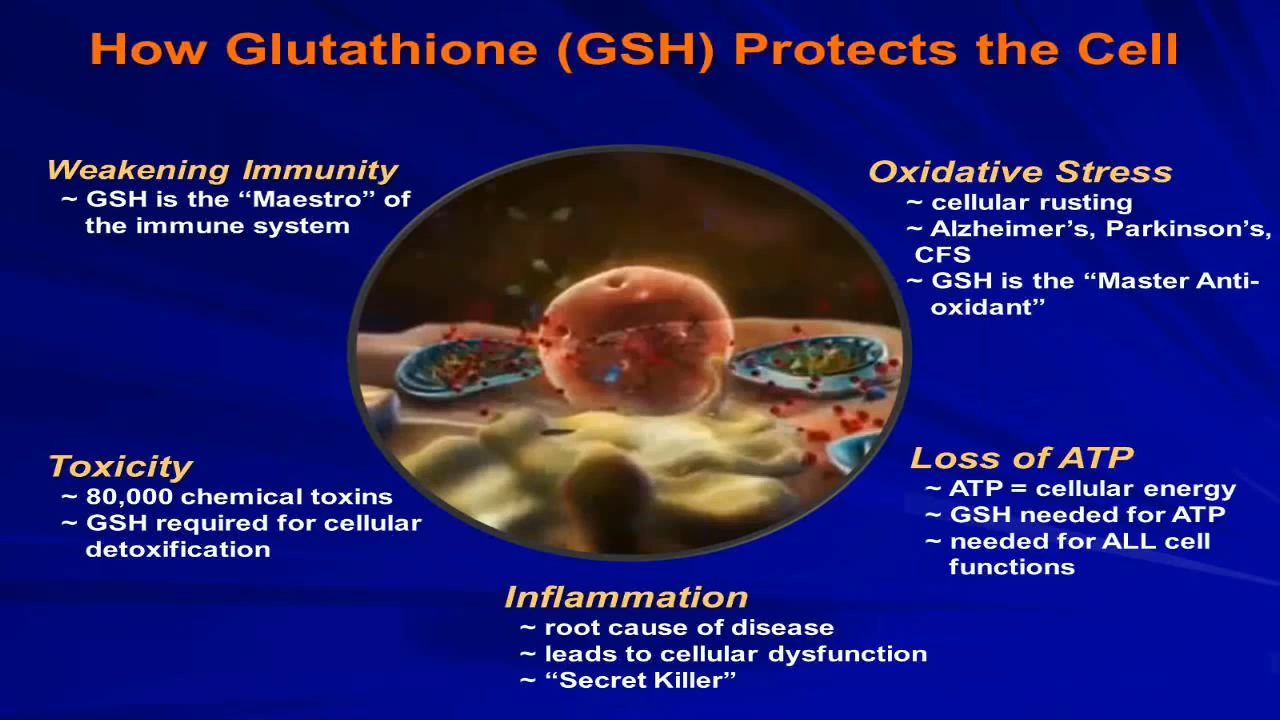 How Glutathione (GSH) Protects the Cell
Weakening Immunity
~ GSH is the “Maestro” of
the immune system
Oxidative Stress
~ cellular rusting
~ Alzheimer’s, Parkinson’s,
CFS
~ GSH is the “Master Anti-
oxidant”
Toxicity
~ 80,000 chemical toxins
~ GSH required for cellular
detoxification
Loss of ATP
~ ATP = cellular energy
~ GSH needed for ATP
~ needed for ALL cell
functions
Inflammation
~ root cause of disease
~ leads to cellular dysfunction
~ “Secret Killer”